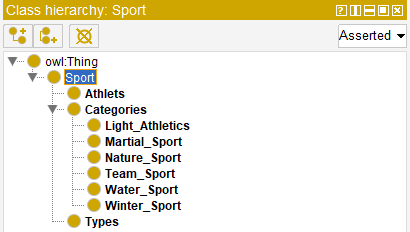 Class hierarchy: Sport
Asserted
owl:Thing
Sport
Athlets
Categories
Light_Athletics
Martial_Sport
Nature_Sport
Team_Sport
Water_Sport
Winter_Sport
Types